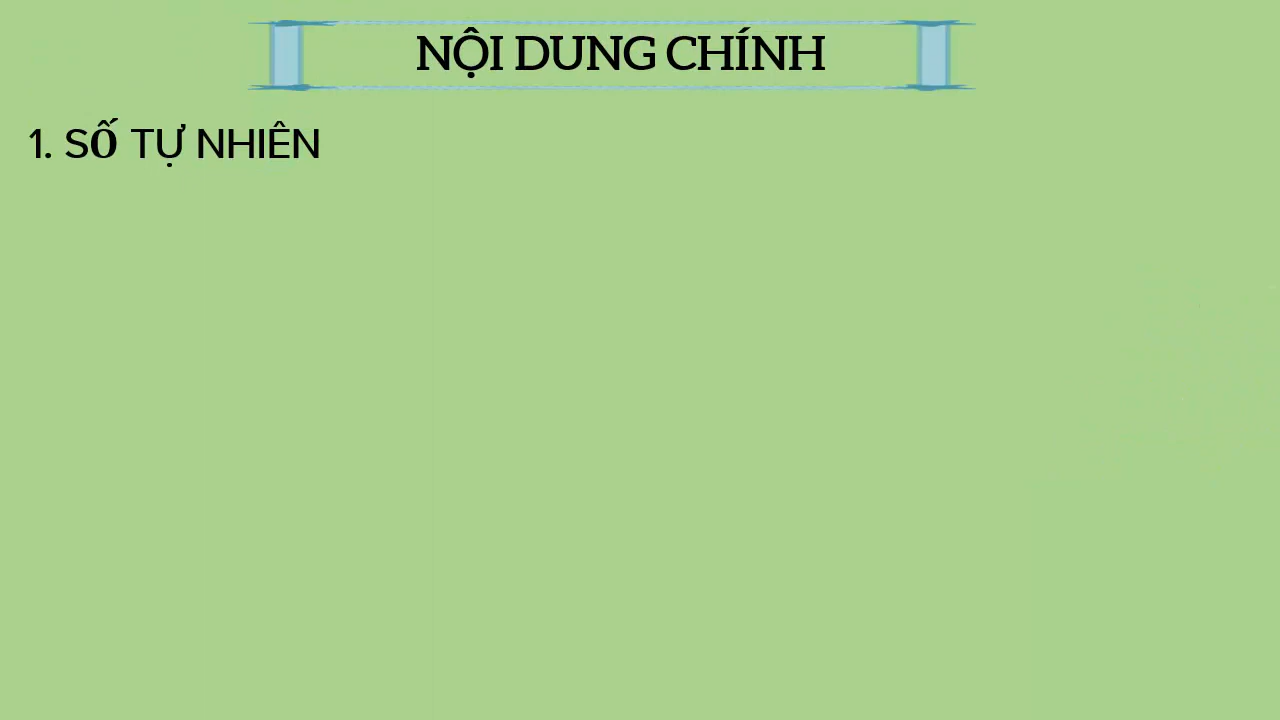 NỘI DUNG CHÍNH
1. SỐ TỰ NHIÊN